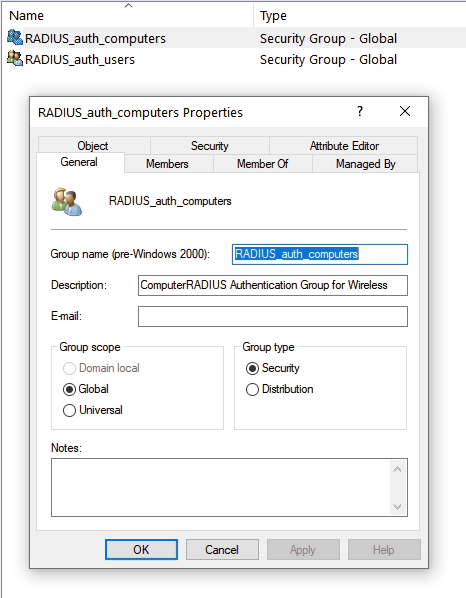 Name Type
RADIUS_auth_computers Security Group - Global
RADIUS_auth_users Security Group - Global
RADIUS_auth_computers Properties ?
Object Security Attribute Editor
General Members Member Of Managed By
RADIUS_auth_computers
Group name (pre-Windows 2000): RADIUS_auth_computers
Description: ComputerRADIUS Authentication Group for Wireless
E-mail:
Group scope Group type
Domain local Security
Global Distribution
Universal
Notes:
OK Cancel Apply Help